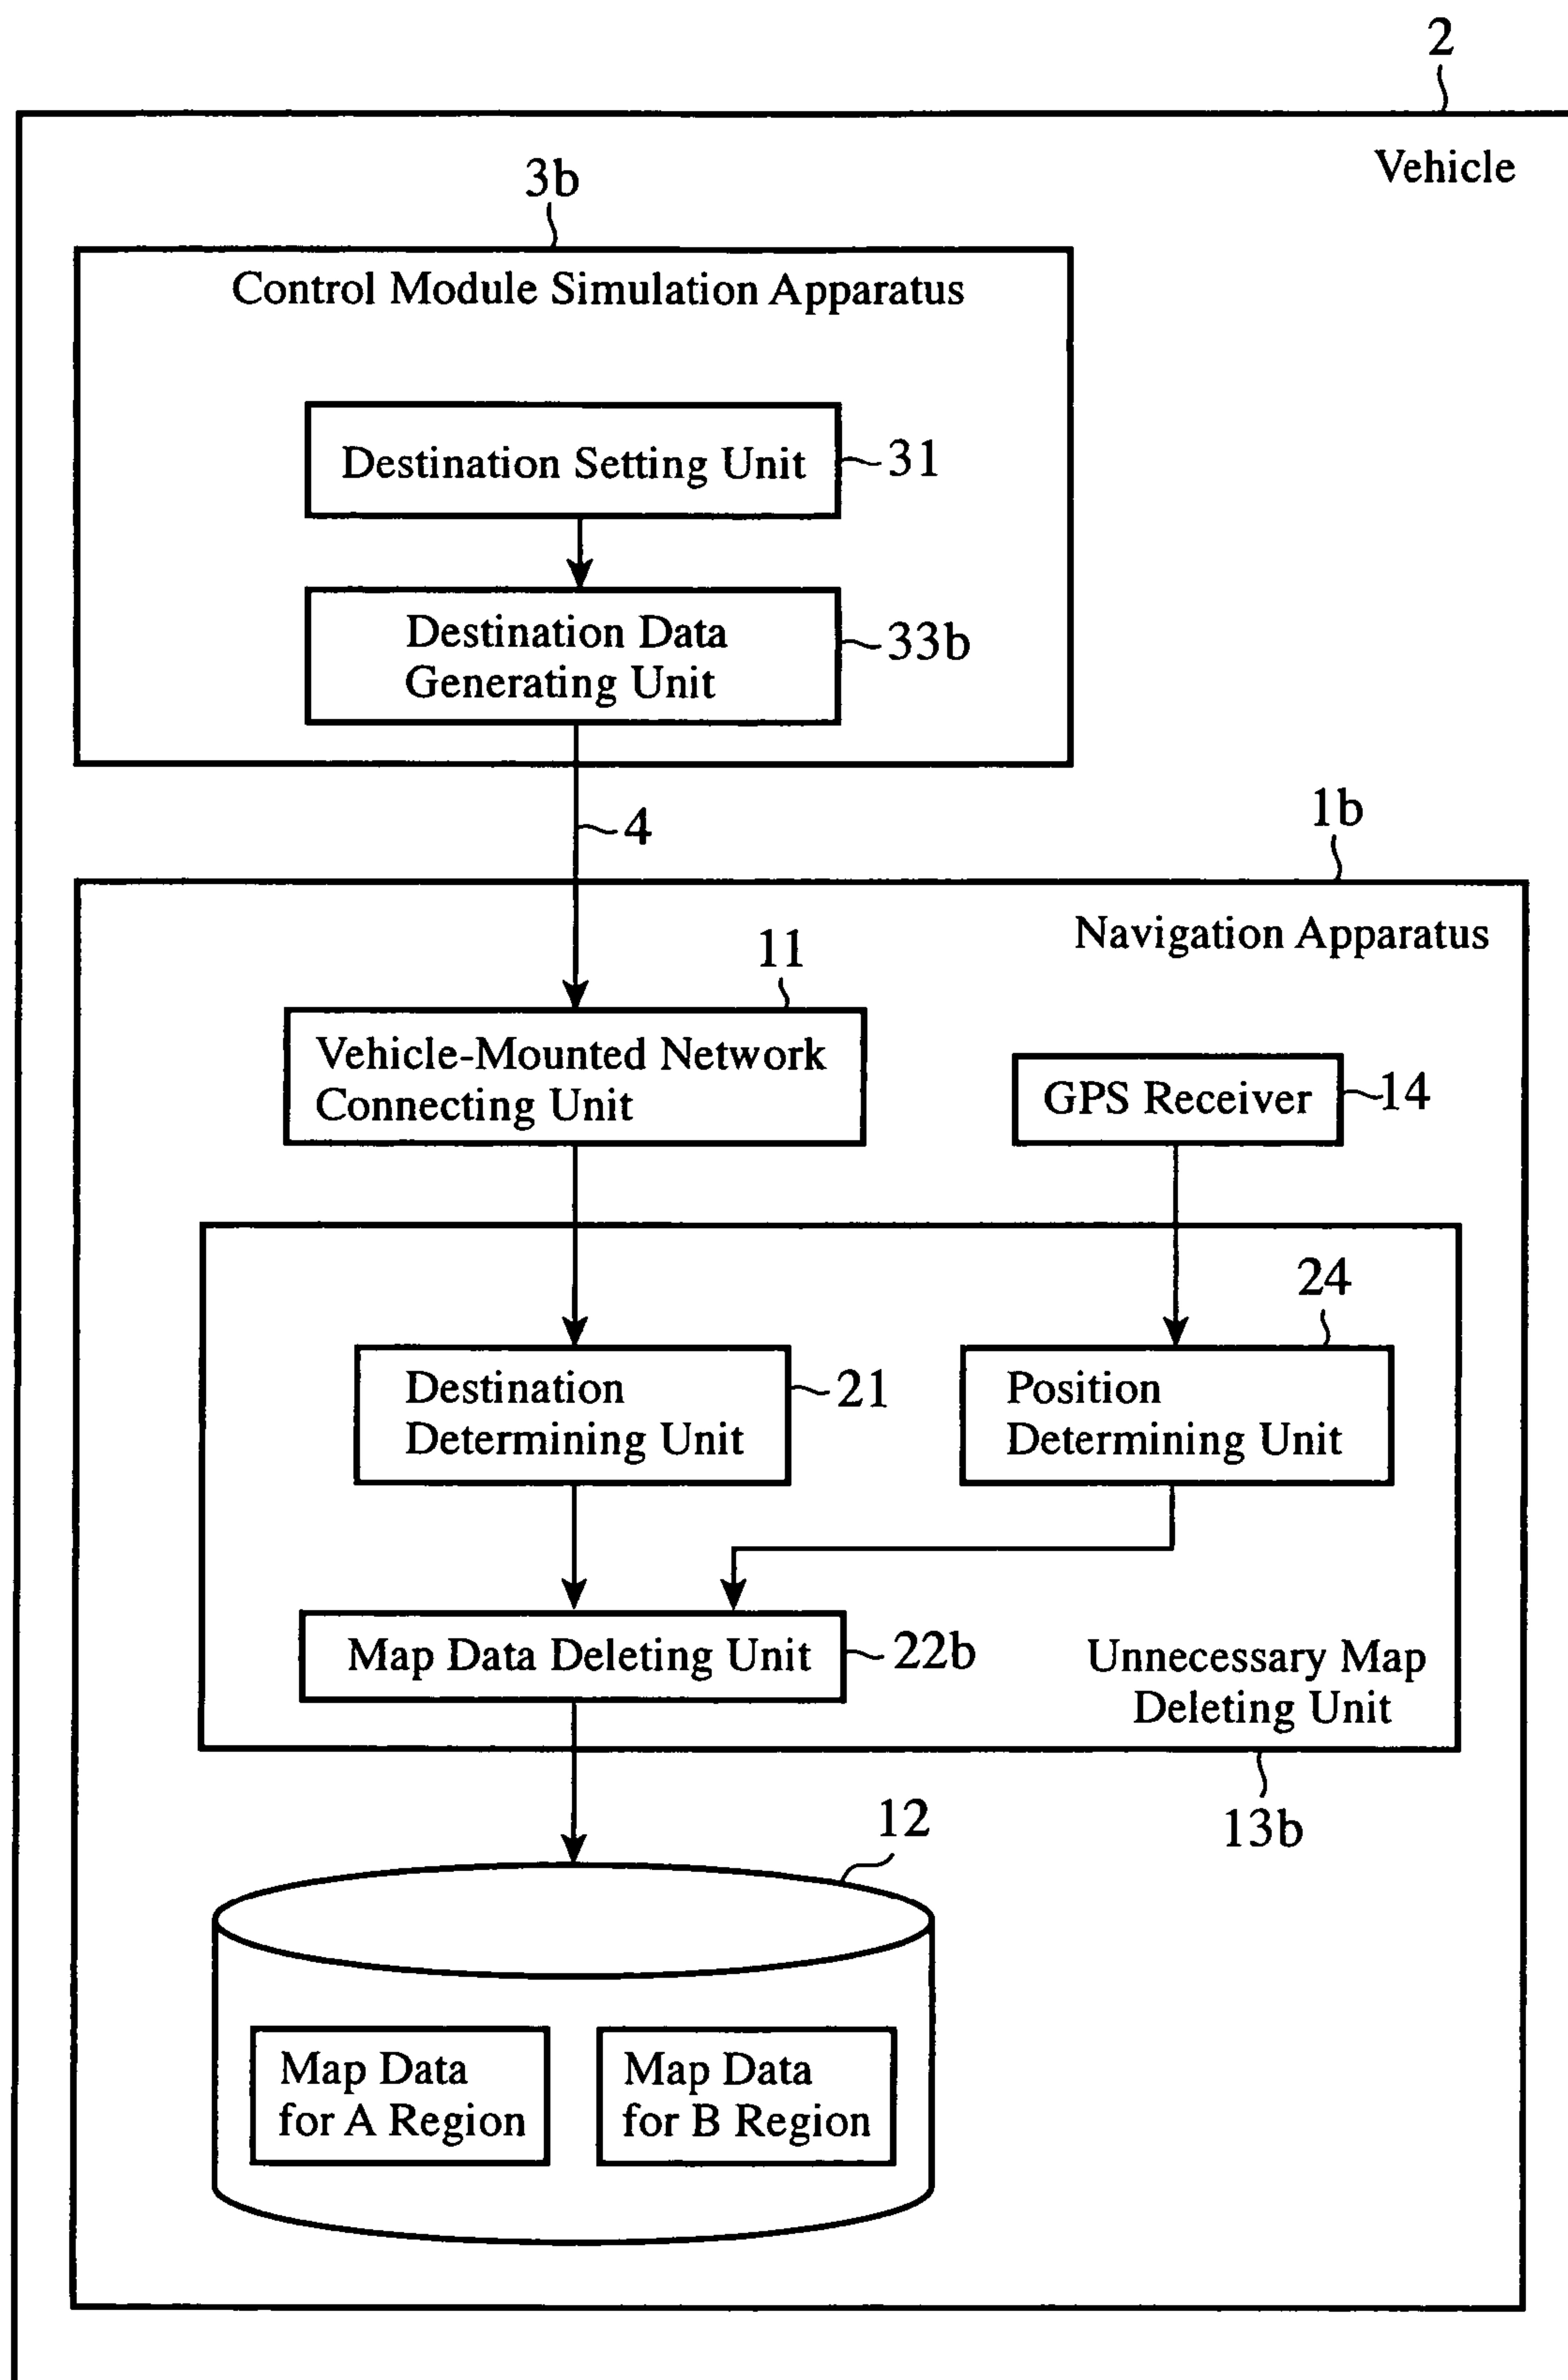 2
Vehicle
3b
Control Module Simulation Apparatus
Destination Setting Unit
31
Destination Data
Generating Unit
33b
4
1b
Navigation Apparatus
11
Vehicle-Mounted Network
Connecting Unit
GPS Receiver
14
Destination
Determining Unit
21
24
Position
Determining Unit
Map Data Deleting Unit
22b
Unnecessary Map
Deleting Unit
13b
12
Map Data
for A Region
Map Data
for B Region